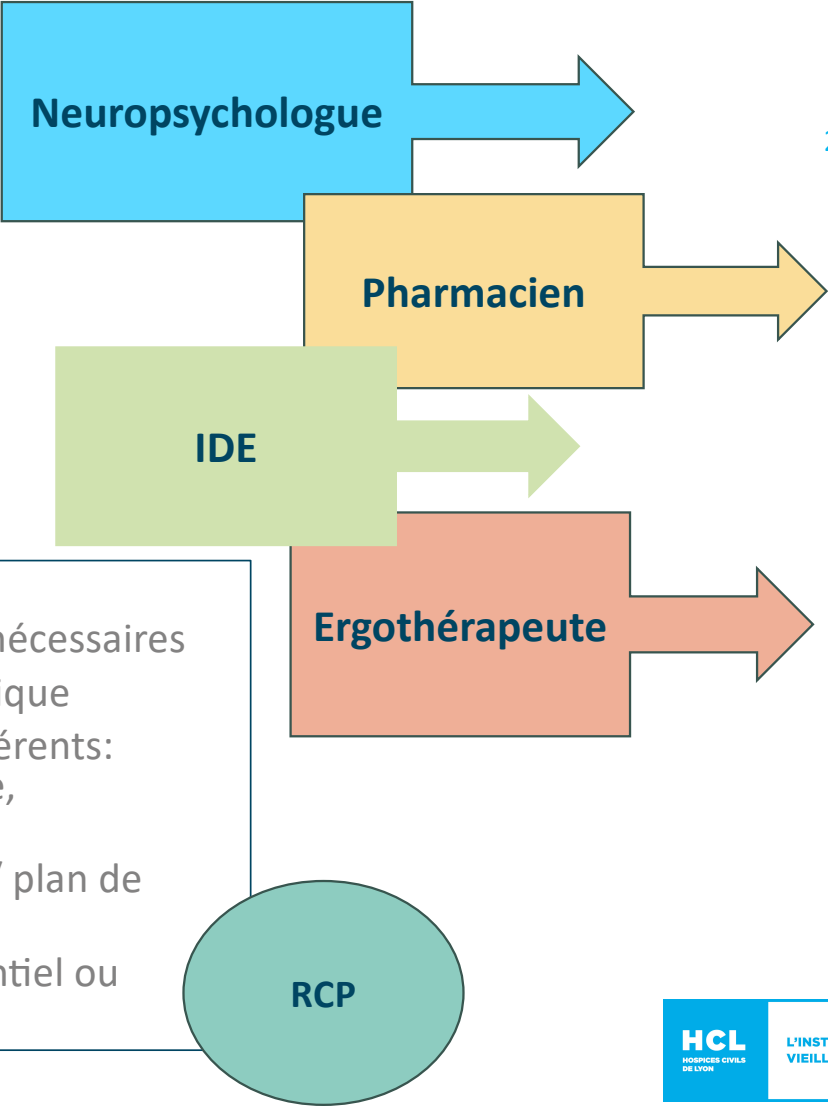 Neuropsychologue
Pharmacien
IDE
Ergothérapeute
nécessaires
ique
érents:
e,
/ plan de
ntiel ou
RCP
HCL
HOSPICES CIVILS
DE LYON
L'INST
VIEILL